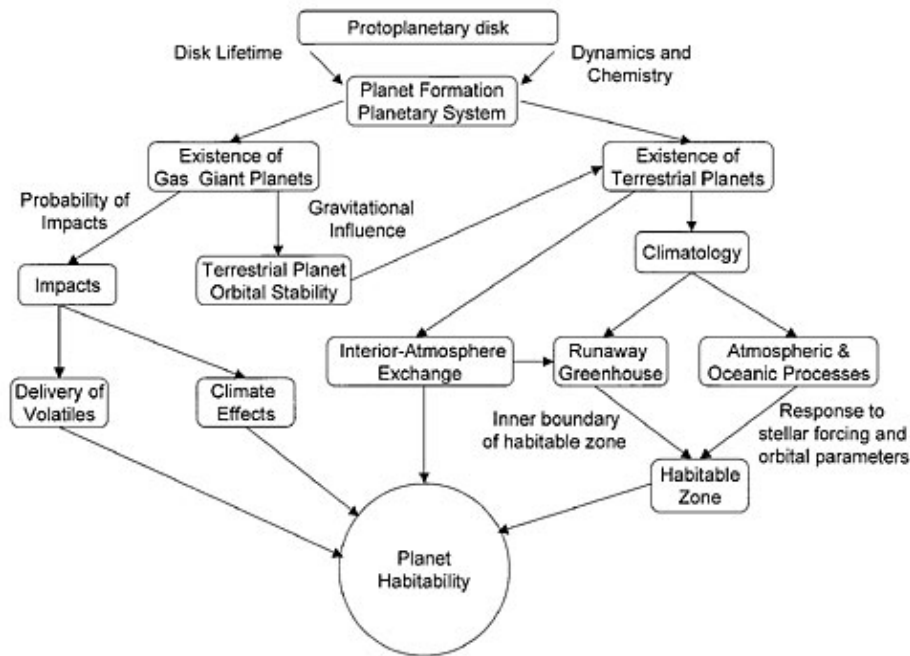 Protoplanetary disk
Disk Lifetime
Dynamics and
Chemistry
Planet Formation
Planetary System
Existence of
Gas Giant Planets
Existence of
Terrestrial Planets
Probability of
Impacts
Gravitational
Influence
Climatology
Impacts
Terrestrial Planet
Orbital Stability
Interior-Atmosphere
Exchange
Runaway
Greenhouse
Atmospheric &
Oceanic Processes
Delivery of
Volatiles
Climate
Effects
Inner boundary
of habitable zone
Response to
stellar forcing and
orbital parameters
Habitable
Zone
Planet
Habitability